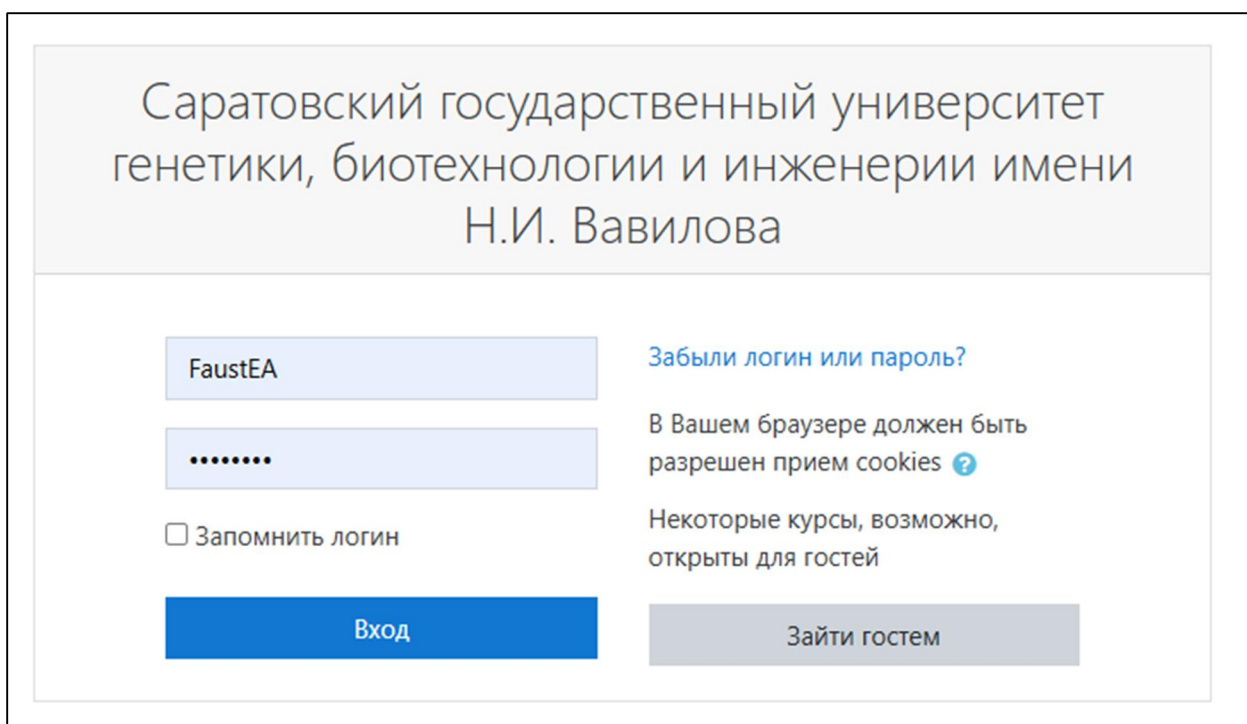 Саратовский государственный университет
генетики, биотехнологии и инженерии имени
Н.И. Вавилова
FaustEA
••••••••
Запомнить логин
Вход
Забыли логин или пароль?
В Вашем браузере должен быть
разрешен прием cookies ?
Некоторые курсы, возможно,
открыты для гостей
Зайти гостем